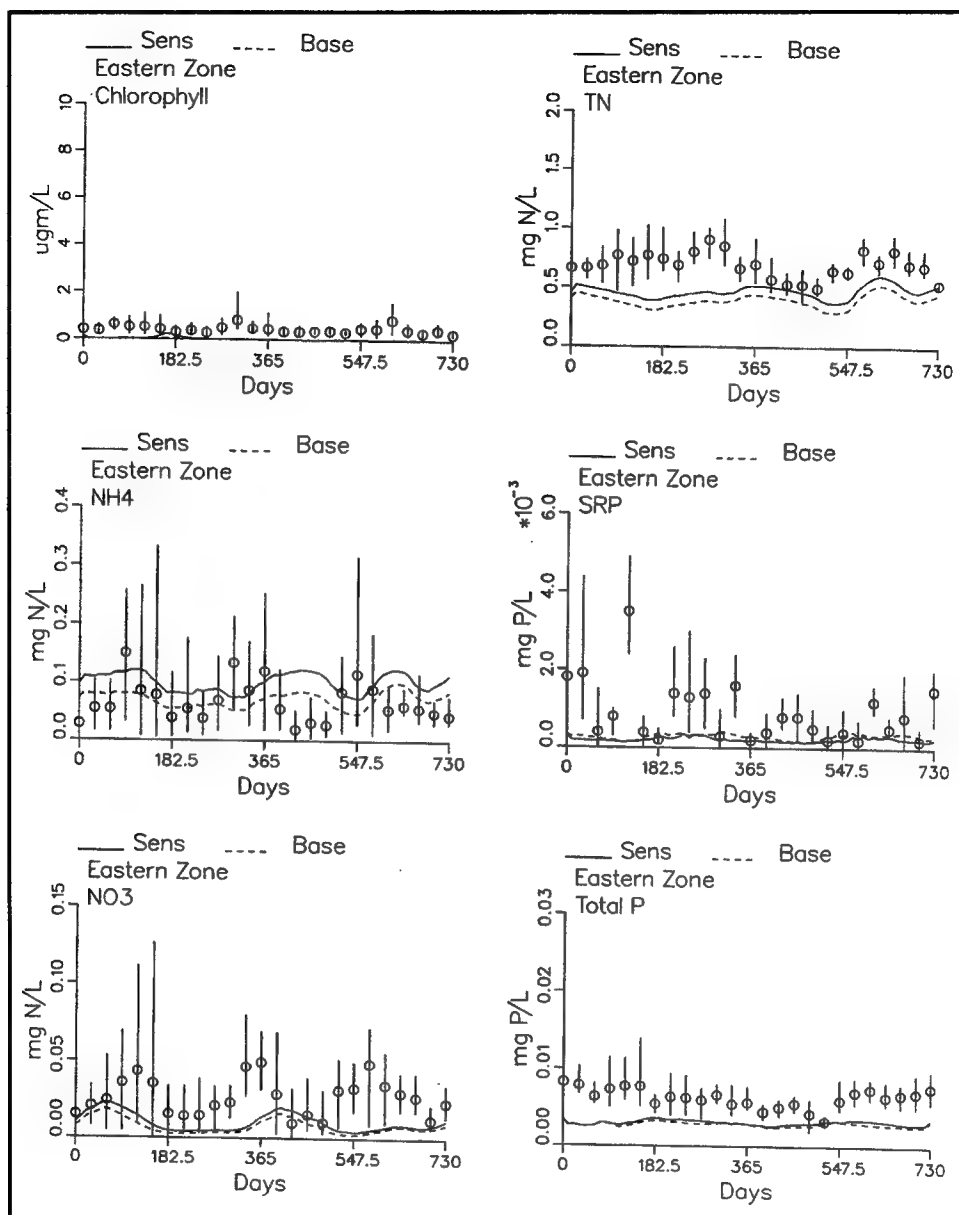 Sens Base
Eastern Zone
Chlorophyll
ugm/L
10
8
6
4
2
0
0 182.5 365 547.5 730
Days
Sens Base
Eastern Zone
TN
mg N/L
2.0
1.5
1.0
0.5
0.0
0 182.5 365 547.5 730
Days
Sens Base
Eastern Zone
NH4
mg N/L
0.4
0.3
0.2
0.1
0.0
0 182.5 365 547.5 730
Days
Sens Base
Eastern Zone
SRP
*10-3
mg P/L
6.0
4.0
2.0
0.0
0 182.5 365 547.5 730
Days
Sens Base
Eastern Zone
NO3
mg N/L
0.15
0.10
0.05
0.00
0 182.5 365 547.5 730
Days
Sens Base
Eastern Zone
Total P
mg P/L
0.03
0.02
0.01
0.00
0 182.5 365 547.5 730
Days